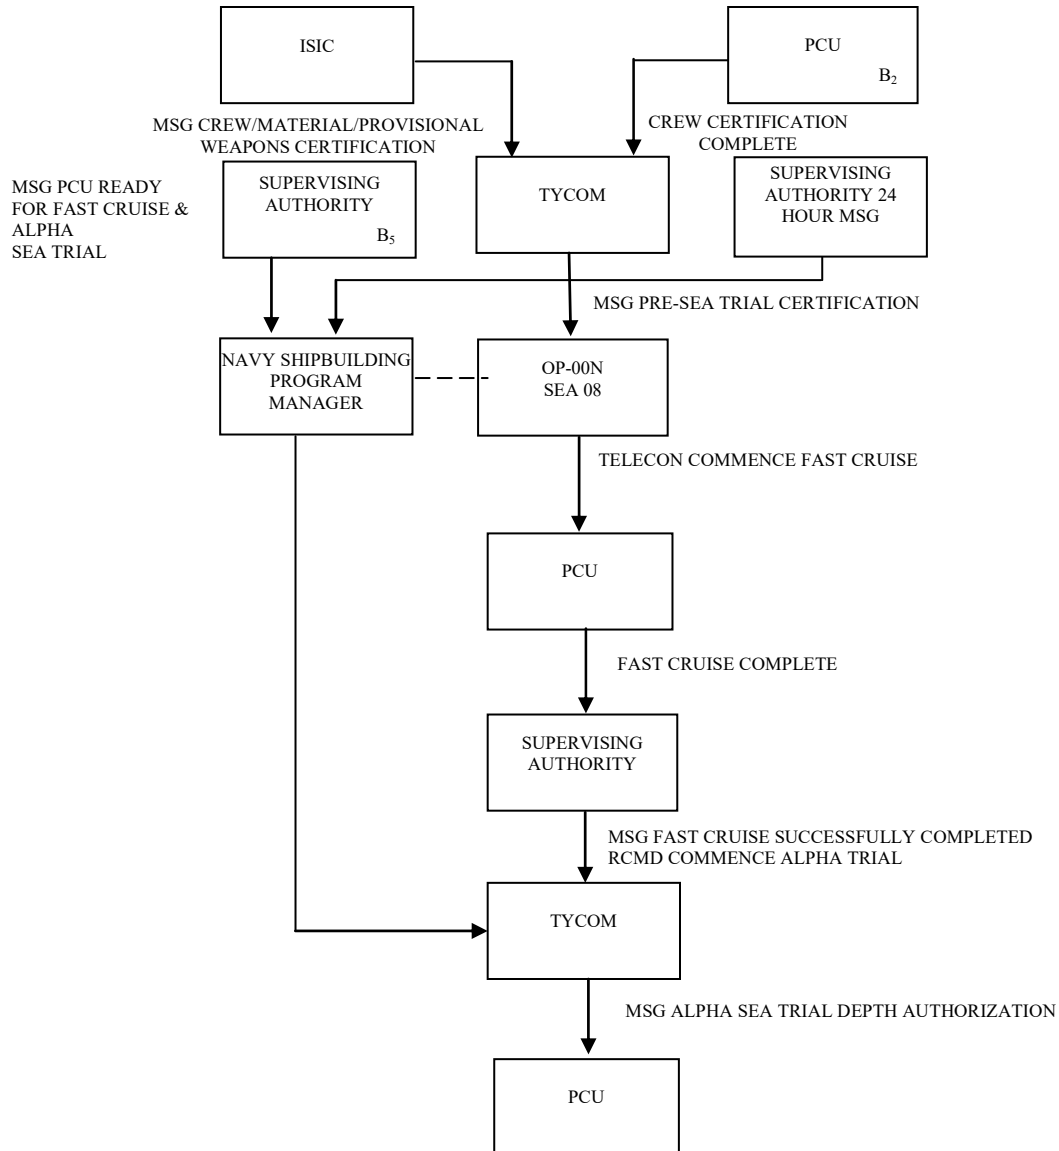 ISIC
PCU
B₂
MSG CREW/MATERIAL/PROVISIONAL
WEAPONS CERTIFICATION
CREW CERTIFICATION
COMPLETE
MSG PCU READY
FOR FAST CRUISE &
ALPHA
SEA TRIAL
SUPERVISING
AUTHORITY
B₅
TYCOM
SUPERVISING
AUTHORITY 24
HOUR MSG
MSG PRE-SEA TRIAL CERTIFICATION
NAVY SHIPBUILDING
PROGRAM
MANAGER
OP-00N
SEA 08
TELECON COMMENCE FAST CRUISE
PCU
FAST CRUISE COMPLETE
SUPERVISING
AUTHORITY
MSG FAST CRUISE SUCCESSFULLY COMPLETED
RCMD COMMENCE ALPHA TRIAL
TYCOM
MSG ALPHA SEA TRIAL DEPTH AUTHORIZATION
PCU